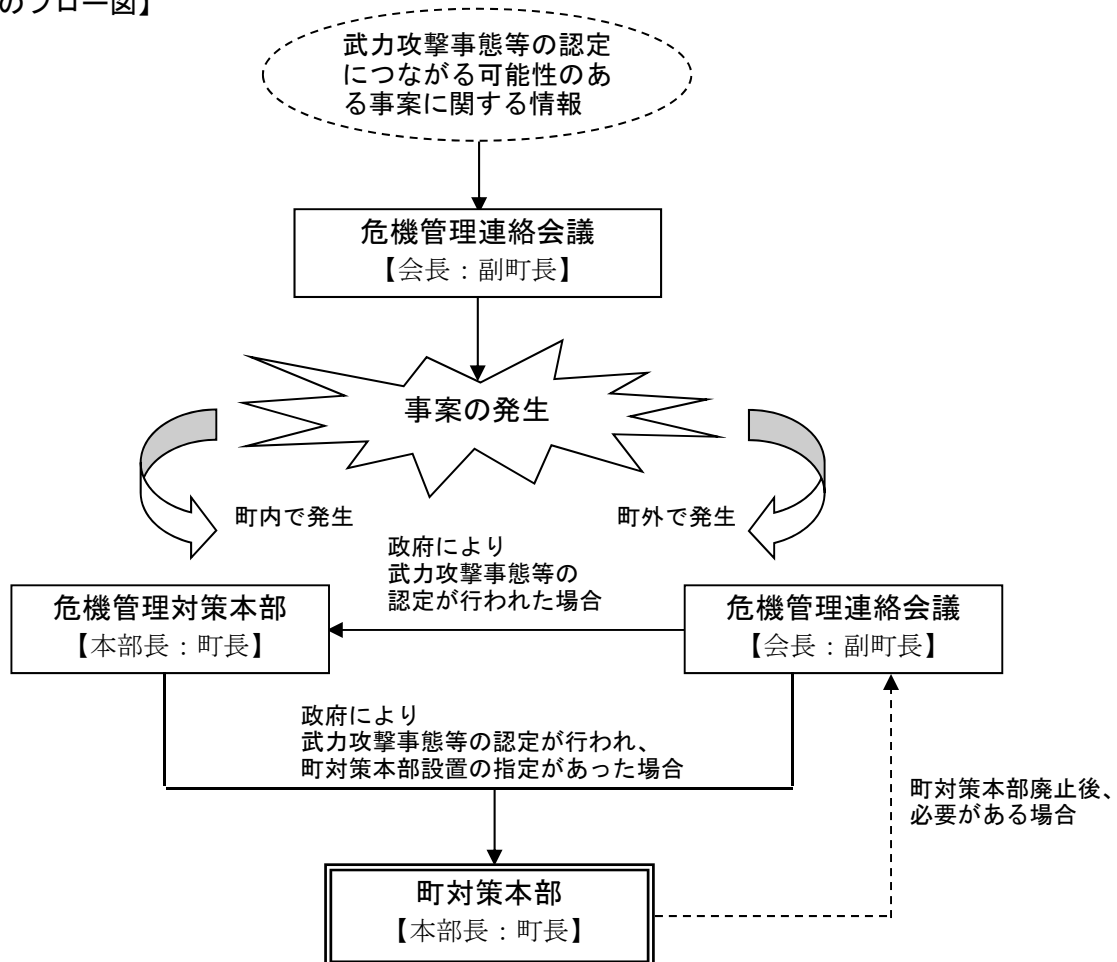 のフロー図】
武力攻撃事態等の認定
につながる可能性のあ
る事案に関する情報
危機管理連絡会議
【会長：副町長】
事案の発生
町内で発生
町外で発生
政府により
武力攻撃事態等の
認定が行われた場合
危機管理対策本部
【本部長：町長】
危機管理連絡会議
【会長：副町長】
政府により
武力攻撃事態等の認定が行われ、
町対策本部設置の指定があった場合
町対策本部廃止後、
必要がある場合
町対策本部
【本部長：町長】